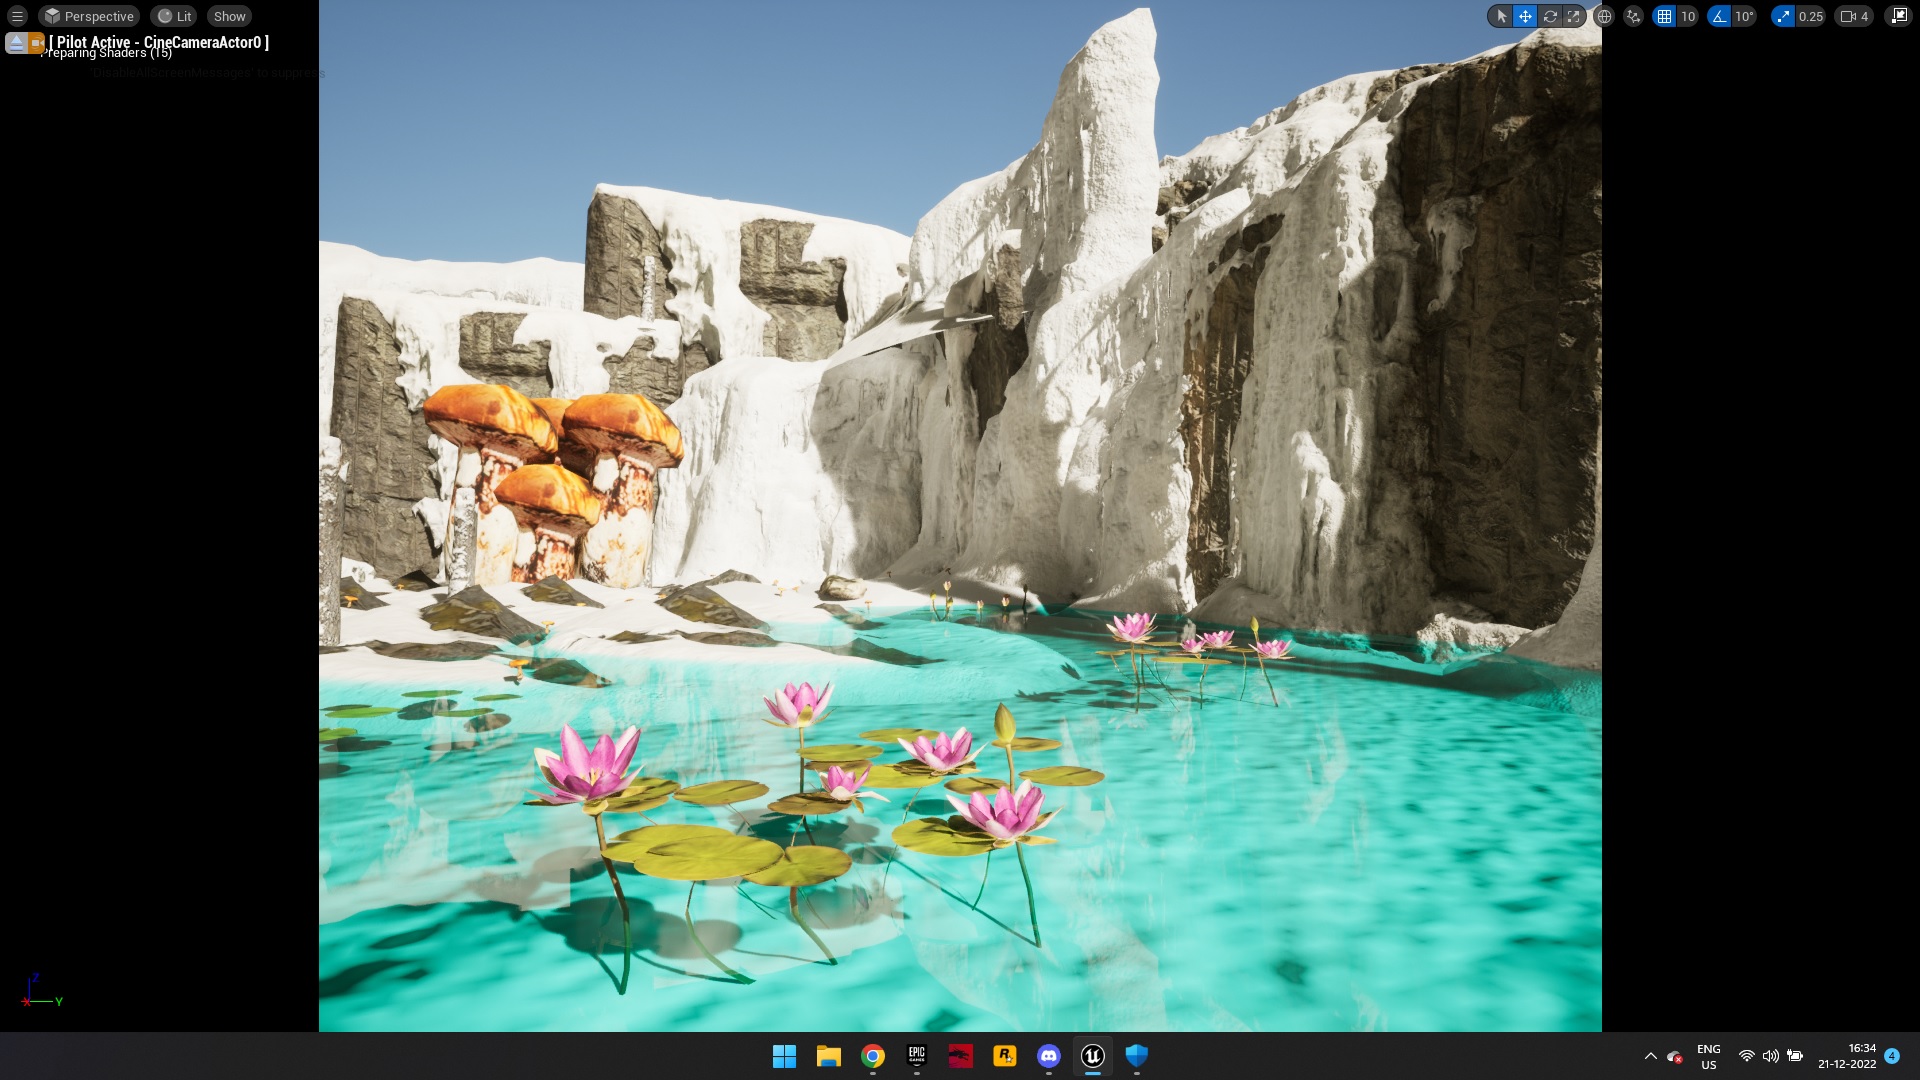 Perspective
Lit
Show
10
10°
0.25
4
[ Pilot Active - CineCameraActor0 ]
Preparing Shaders (15)
'DisableAllScreenMessages' to suppress
Z
X
Y
EPIC
GAMES
R
ENG
US
16:34
21-12-2022
4